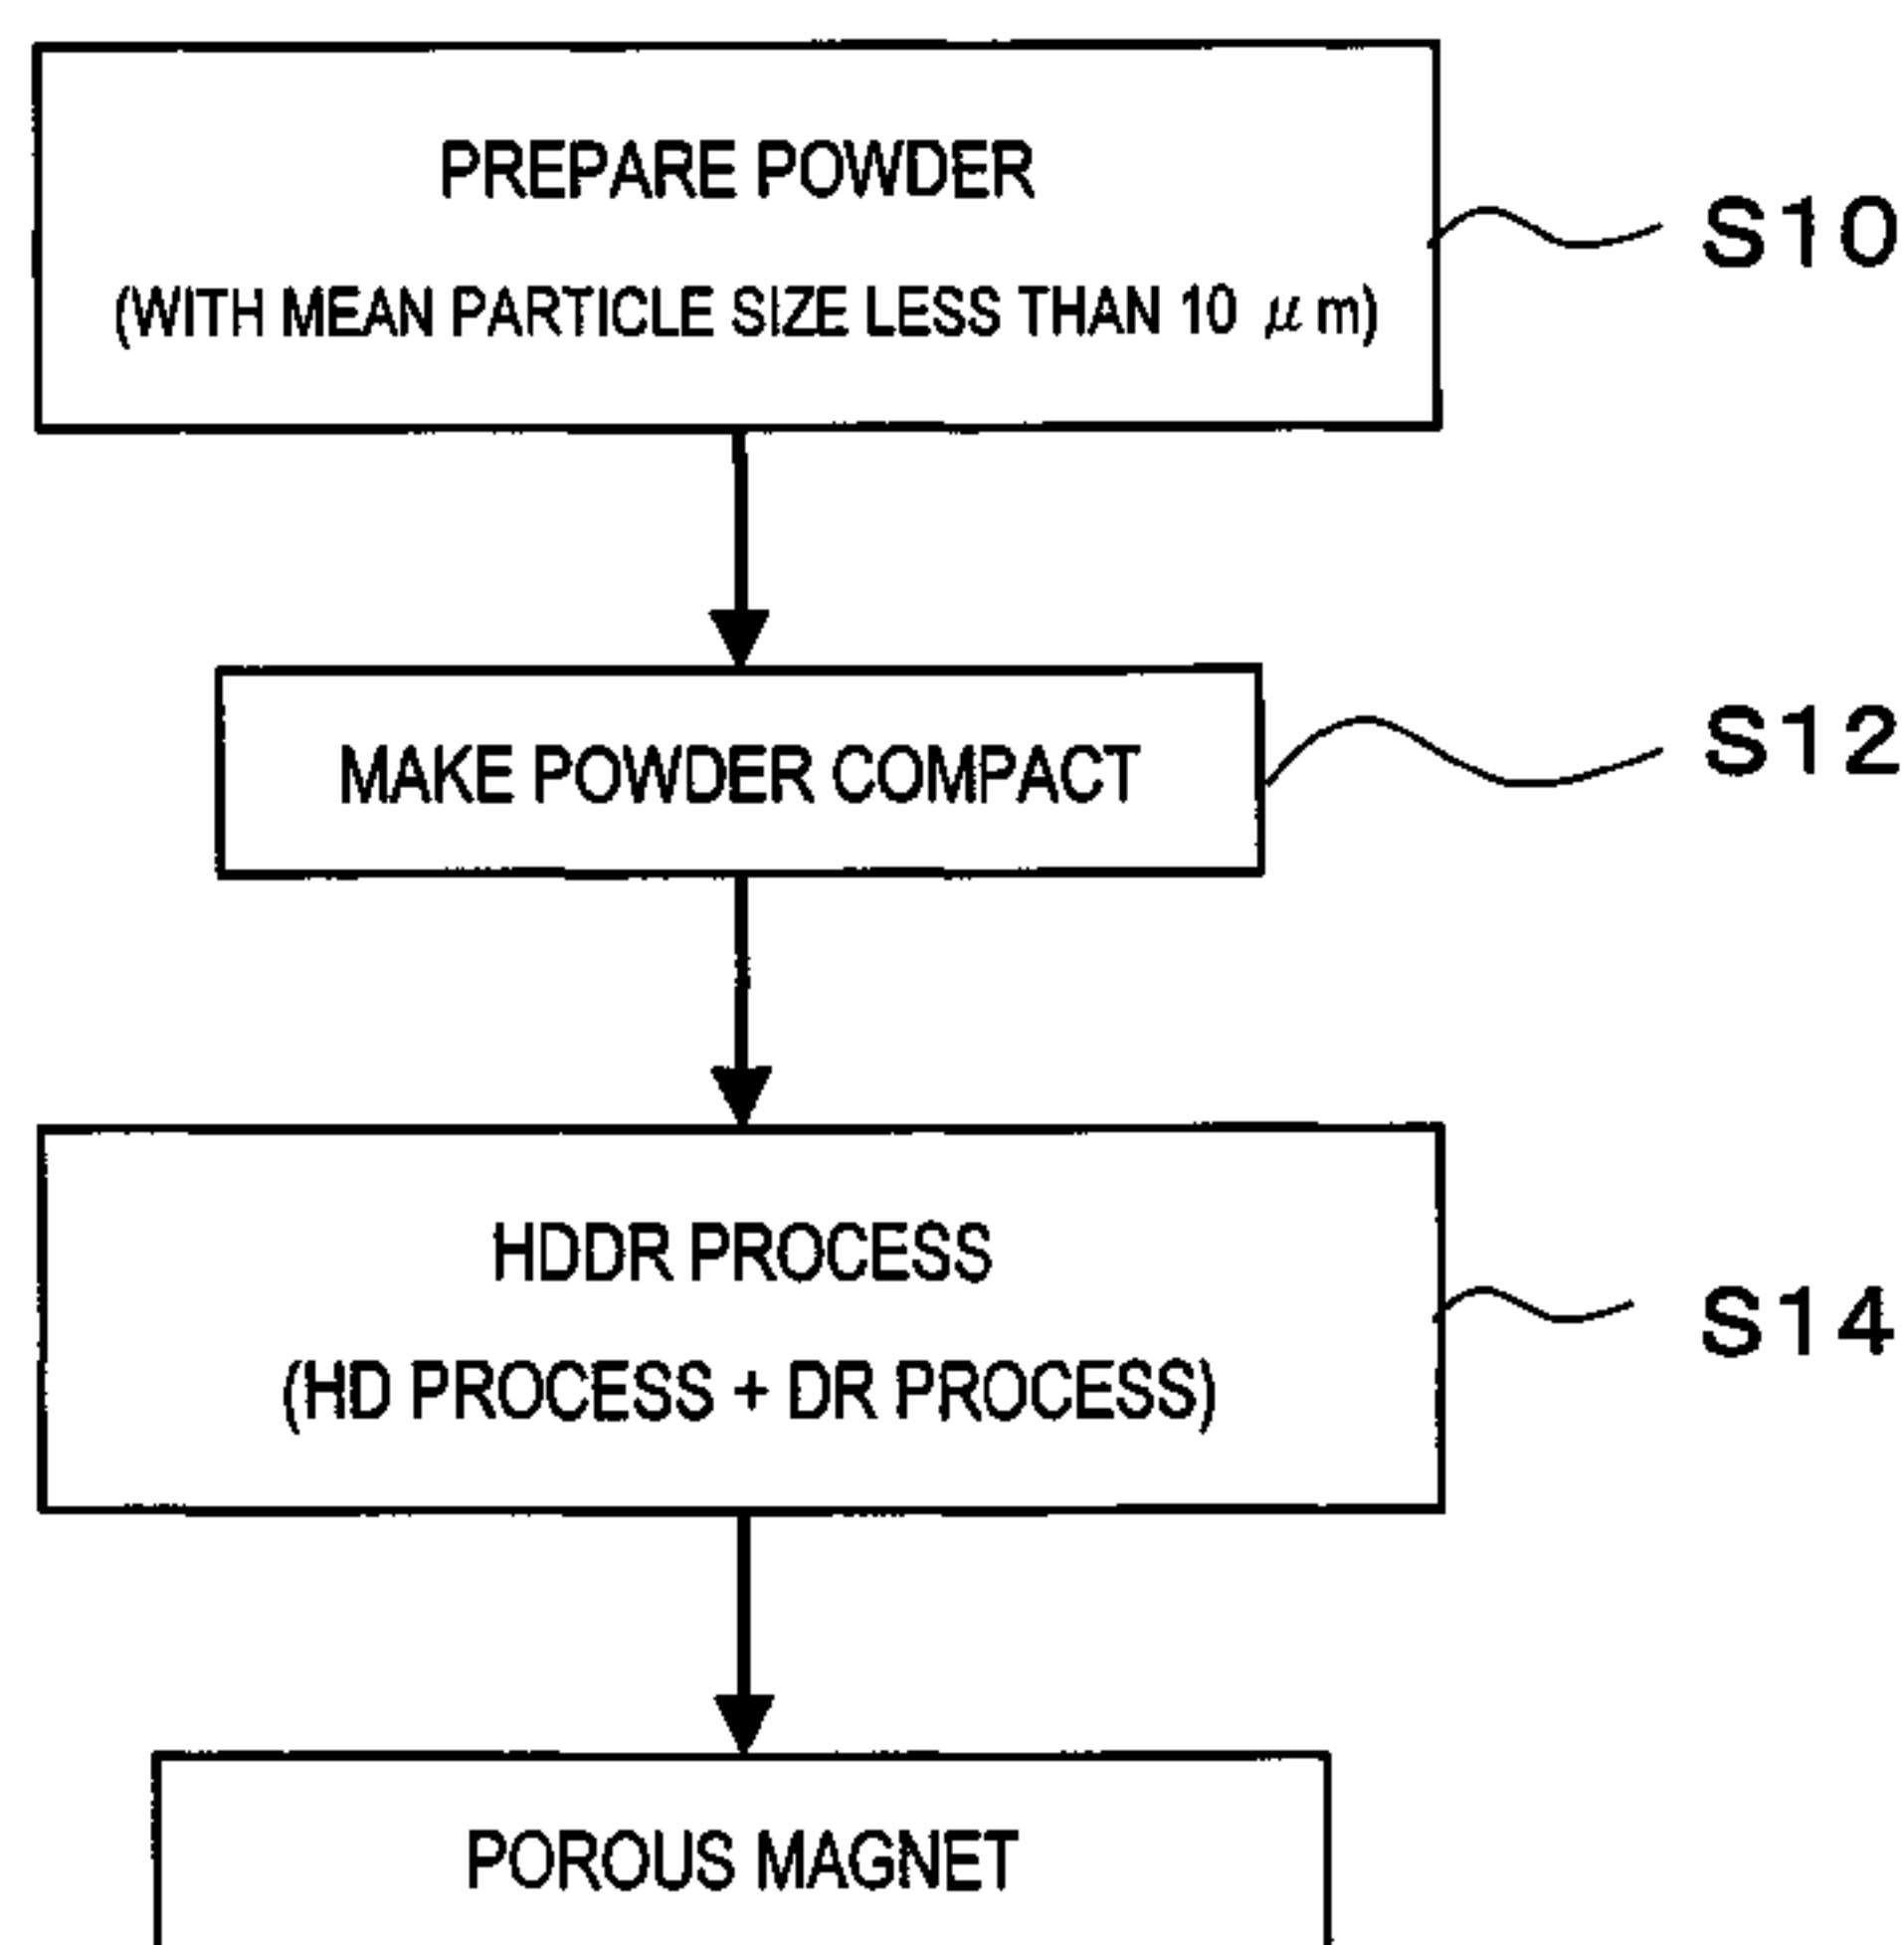 PREPARE POWDER
(WITH MEAN PARTICLE SIZE LESS THAN 10 μm)
S10
MAKE POWDER COMPACT
S12
HDDR PROCESS
(HD PROCESS + DR PROCESS)
S14
POROUS MAGNET